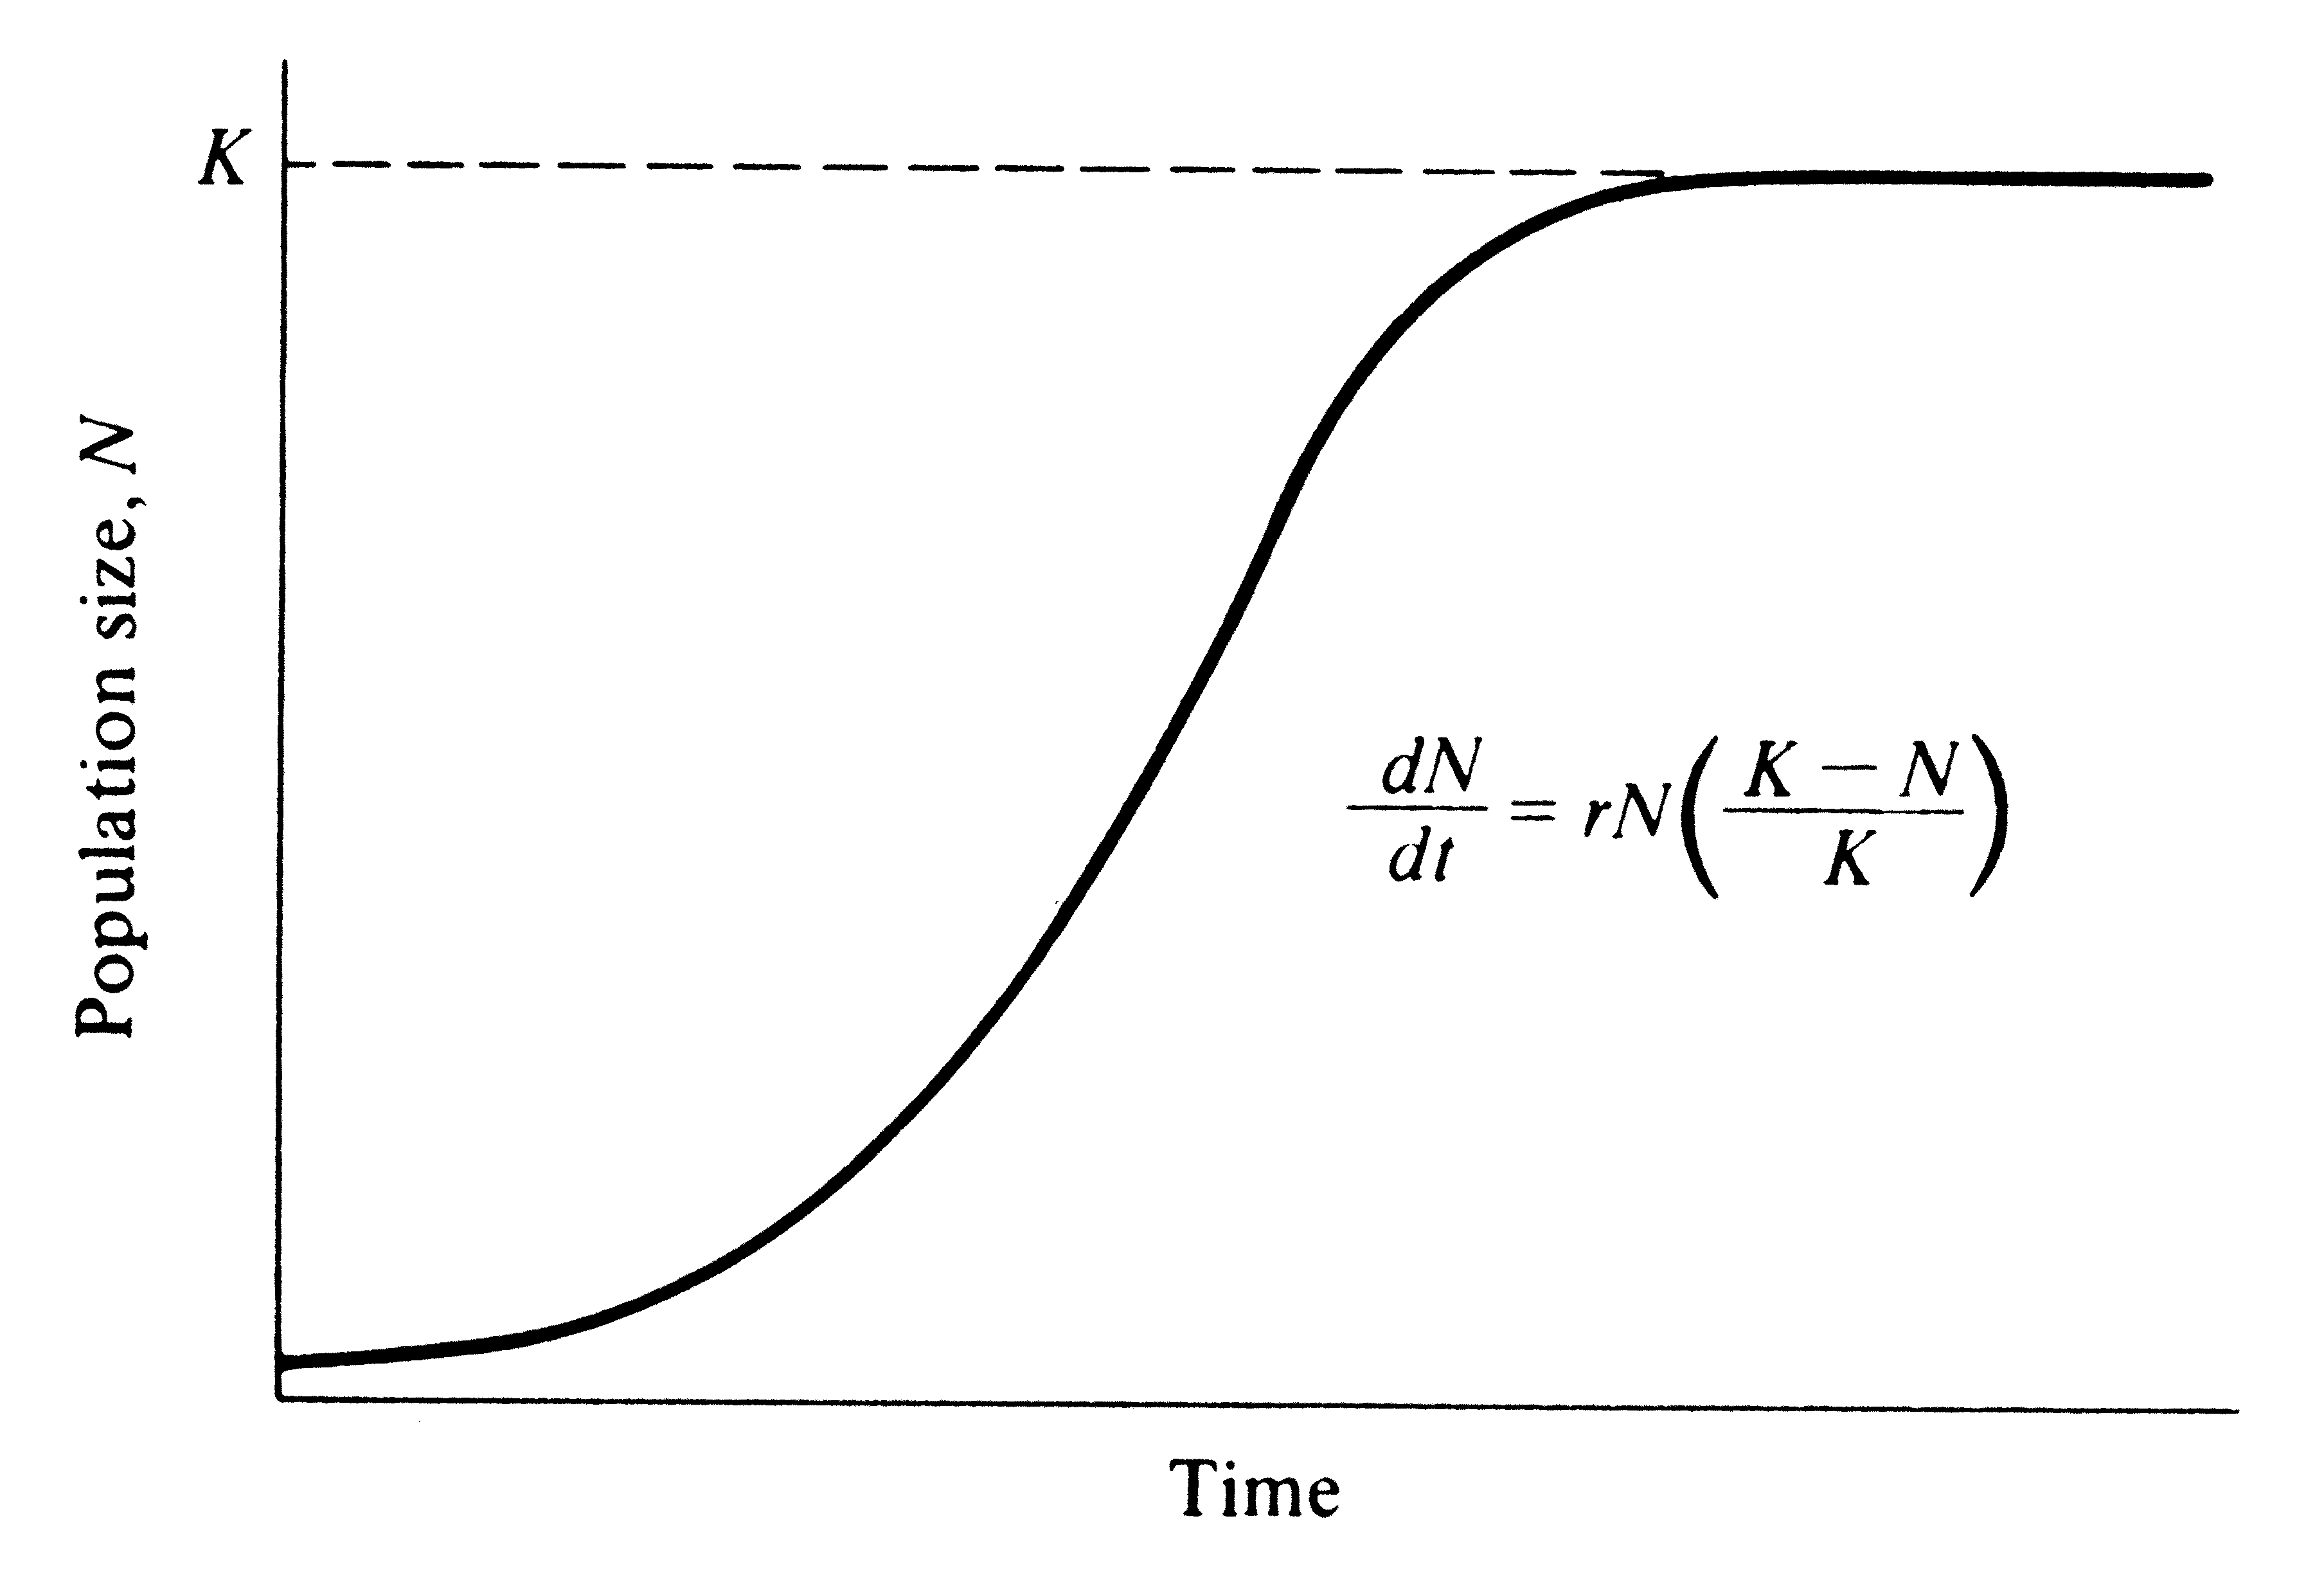 K
Population size, N
dN/dt = rN((K − N)/K)
Time